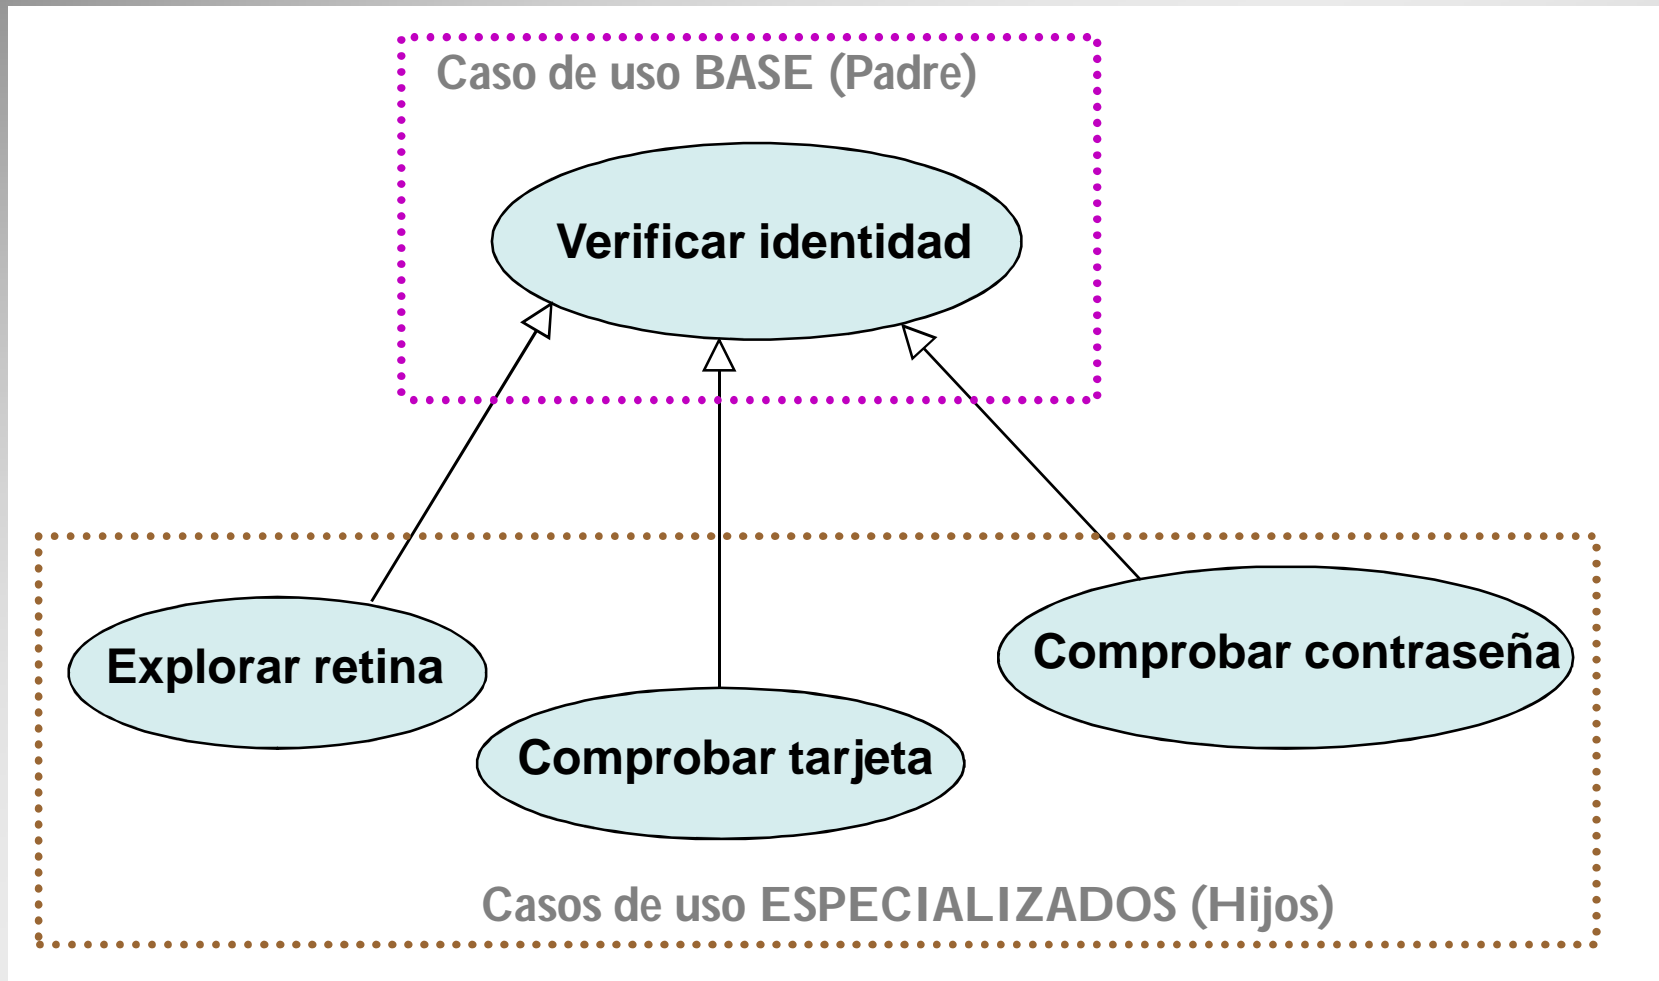 Caso de uso BASE (Padre)
Verificar identidad
Explorar retina
Comprobar tarjeta
Comprobar contraseña
Casos de uso ESPECIALIZADOS (Hijos)